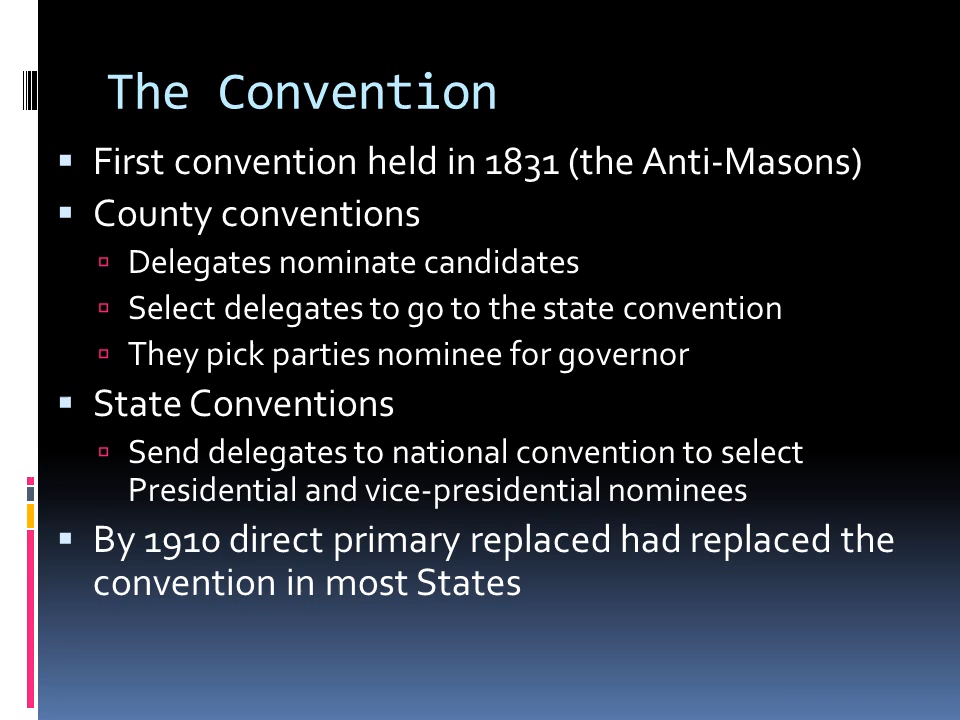 The Convention
First convention held in 1831 (the Anti-Masons)
County conventions
Delegates nominate candidates
Select delegates to go to the state convention
They pick parties nominee for governor
State Conventions
Send delegates to national convention to select
Presidential and vice-presidential nominees
By 1910 direct primary replaced had replaced the
convention in most States